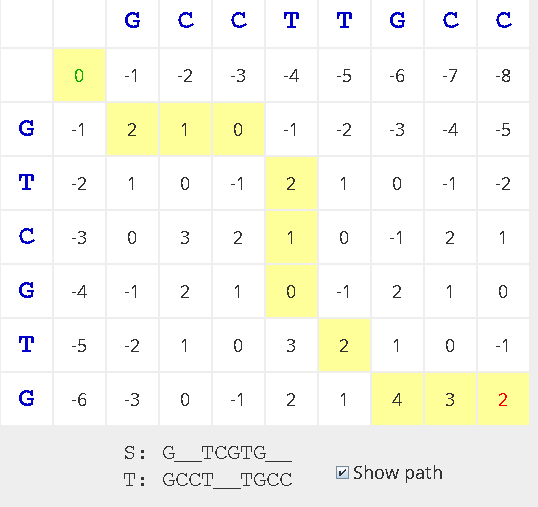 G C C T T G C C
0 -1 -2 -3 -4 -5 -6 -7 -8
G -1 2 1 0 -1 -2 -3 -4 -5
T -2 1 0 -1 2 1 0 -1 -2
C -3 0 3 2 1 0 -1 2 1
G -4 -1 2 1 0 -1 2 1 0
T -5 -2 1 0 3 2 1 0 -1
G -6 -3 0 -1 2 1 4 3 2
S: G__TCGTG__
T: GCCT__TGCC
Show path